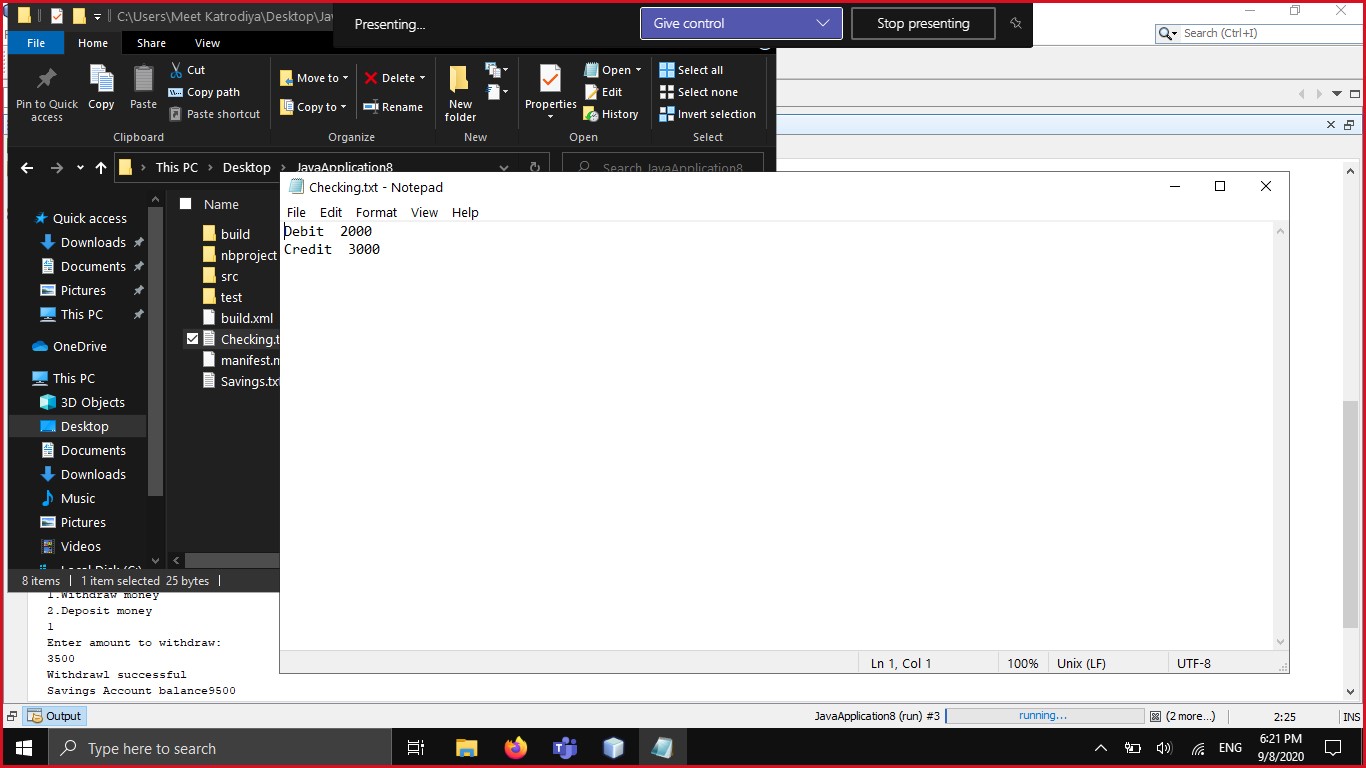 C:\Users\Meet Katrodiya\Desktop\Jav
Presenting...
Give control
Stop presenting
Search (Ctrl+I)
File Home Share View
Pin to Quick access
Copy
Paste
Cut
Copy path
Paste shortcut
Move to
Copy to
Delete
Rename
New folder
Properties
Open
Edit
History
Select all
Select none
Invert selection
Clipboard Organize New Open Select
This PC › Desktop › JavaApplication8
Search JavaApplication8
Name
Quick access
Downloads
Documents
Pictures
This PC
OneDrive
This PC
3D Objects
Desktop
Documents
Downloads
Music
Pictures
Videos
Local Disk (C:)
build
nbproject
src
test
build.xml
Checking.t
manifest.m
Savings.txt
8 items 1 item selected 25 bytes
Checking.txt - Notepad
File Edit Format View Help
Debit  2000
Credit  3000
Ln 1, Col 1 100% Unix (LF) UTF-8
1.Withdraw money
2.Deposit money
1
Enter amount to withdraw:
3500
Withdrawl successful
Savings Account balance9500
Output
JavaApplication8 (run) #3 running... (2 more...) 2:25 INS
Type here to search
ENG
6:21 PM
9/8/2020